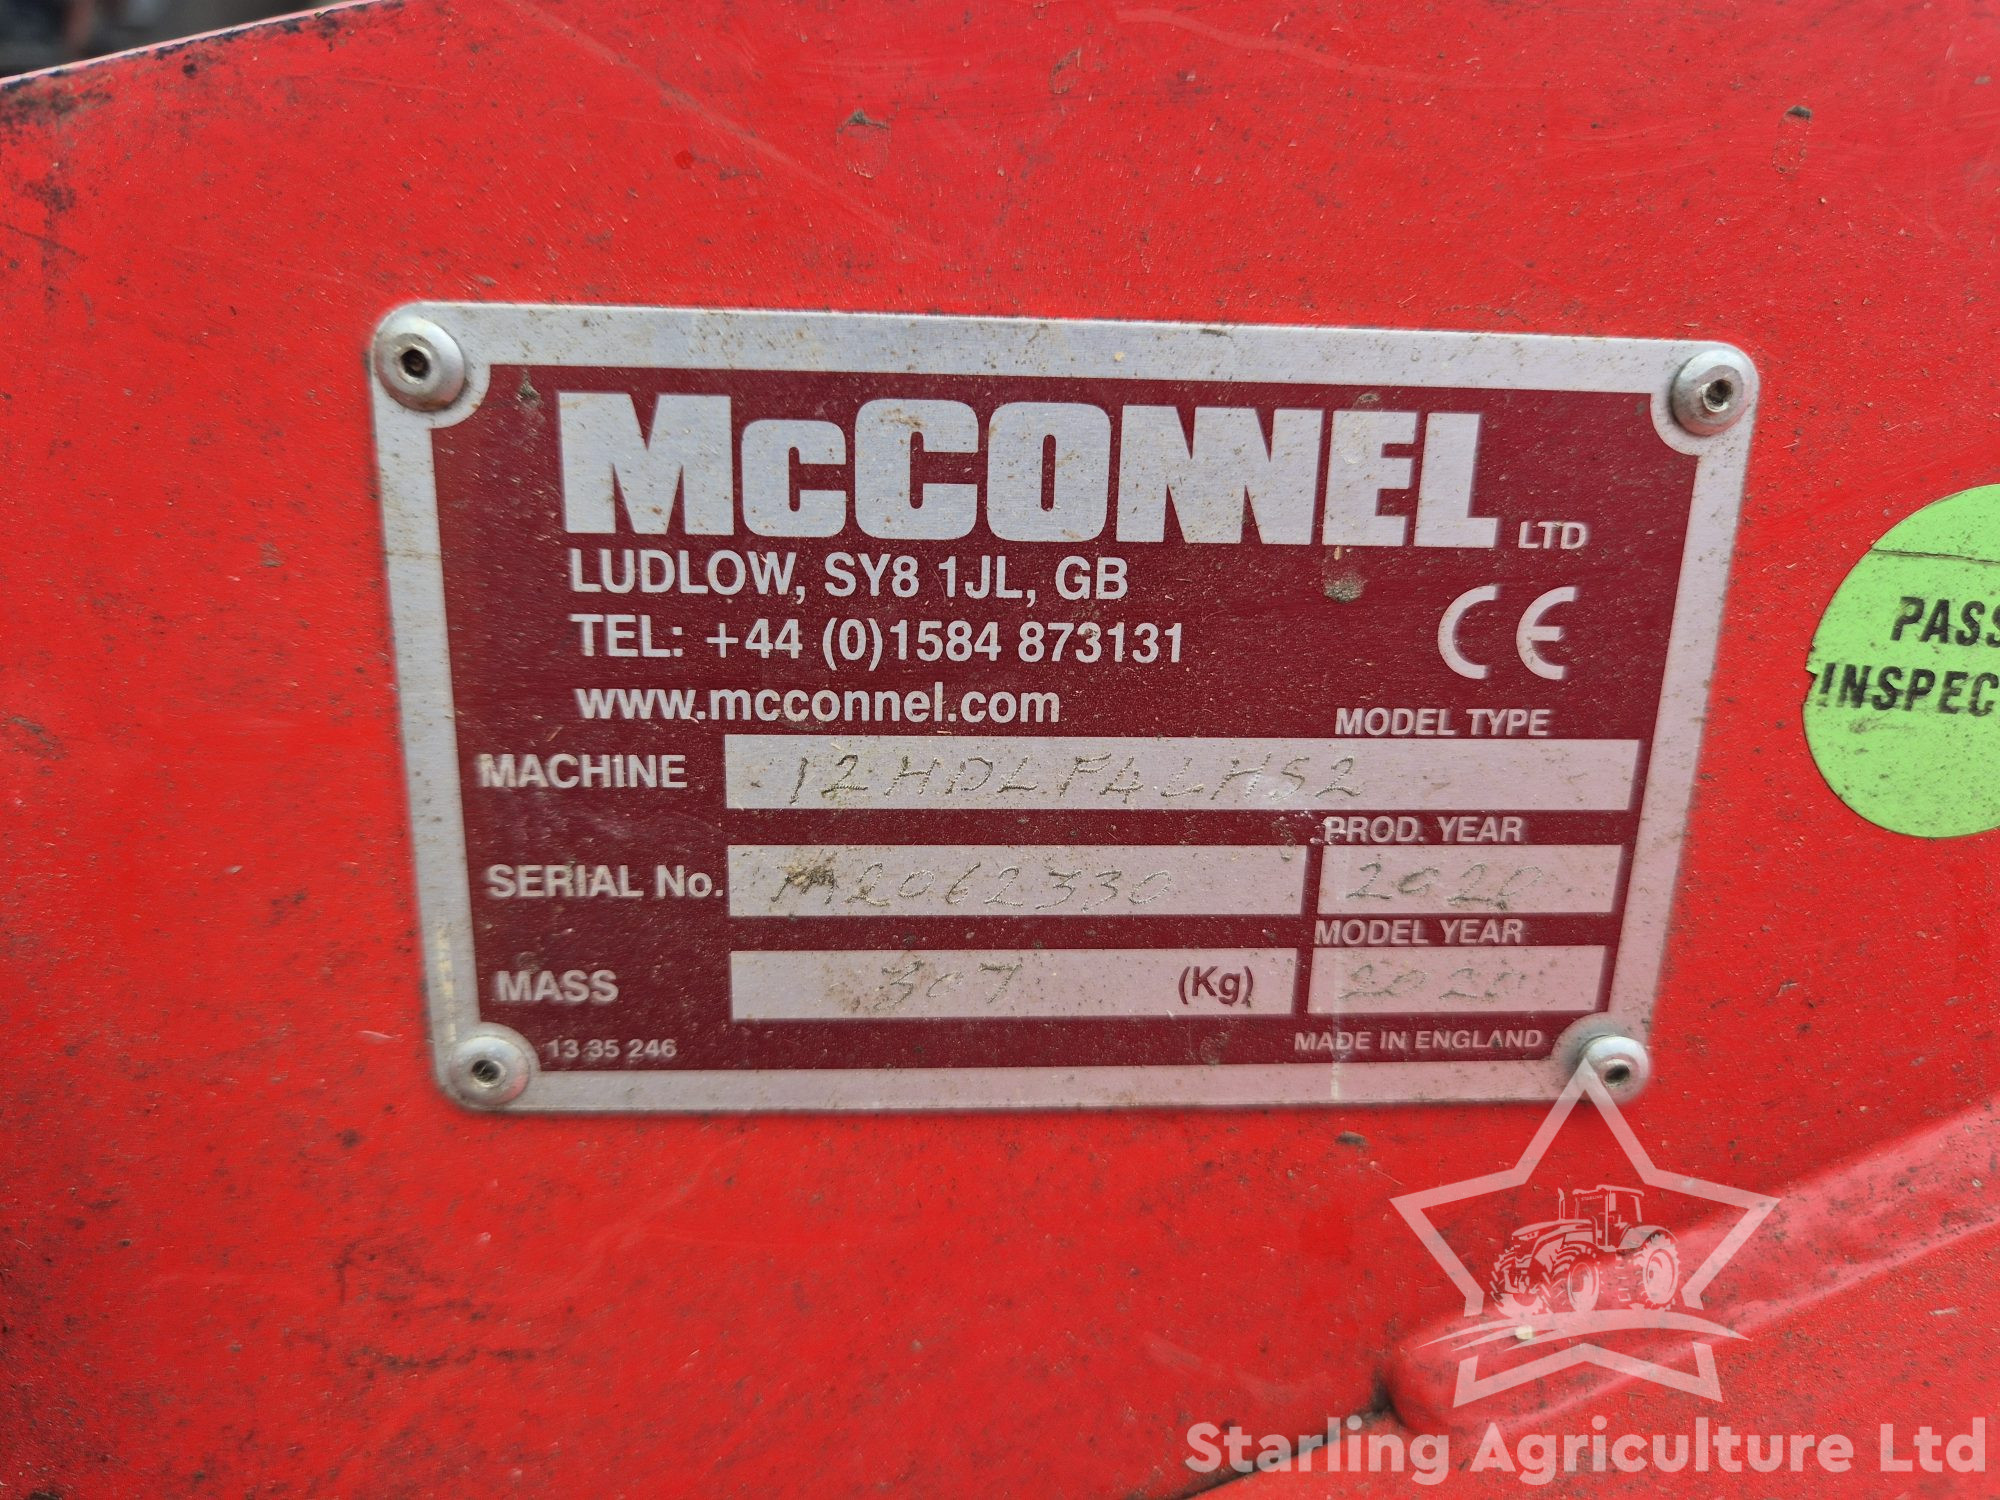 McCONNEL LTD
LUDLOW, SY8 1JL, GB
TEL: +44 (0)1584 873131
www.mcconnel.com
CE
MODEL TYPE
MACHINE 12HDLF4LHS2
PROD. YEAR
SERIAL No. M2062330 2020
MODEL YEAR
MASS 307 (Kg) 2020
13 35 246 MADE IN ENGLAND
PASS
INSPEC
Starling Agriculture Ltd